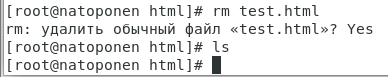 [root@natoponen html]# rm test.html
rm: удалить обычный файл «test.html»? Yes
[root@natoponen html]# ls
[root@natoponen html]#